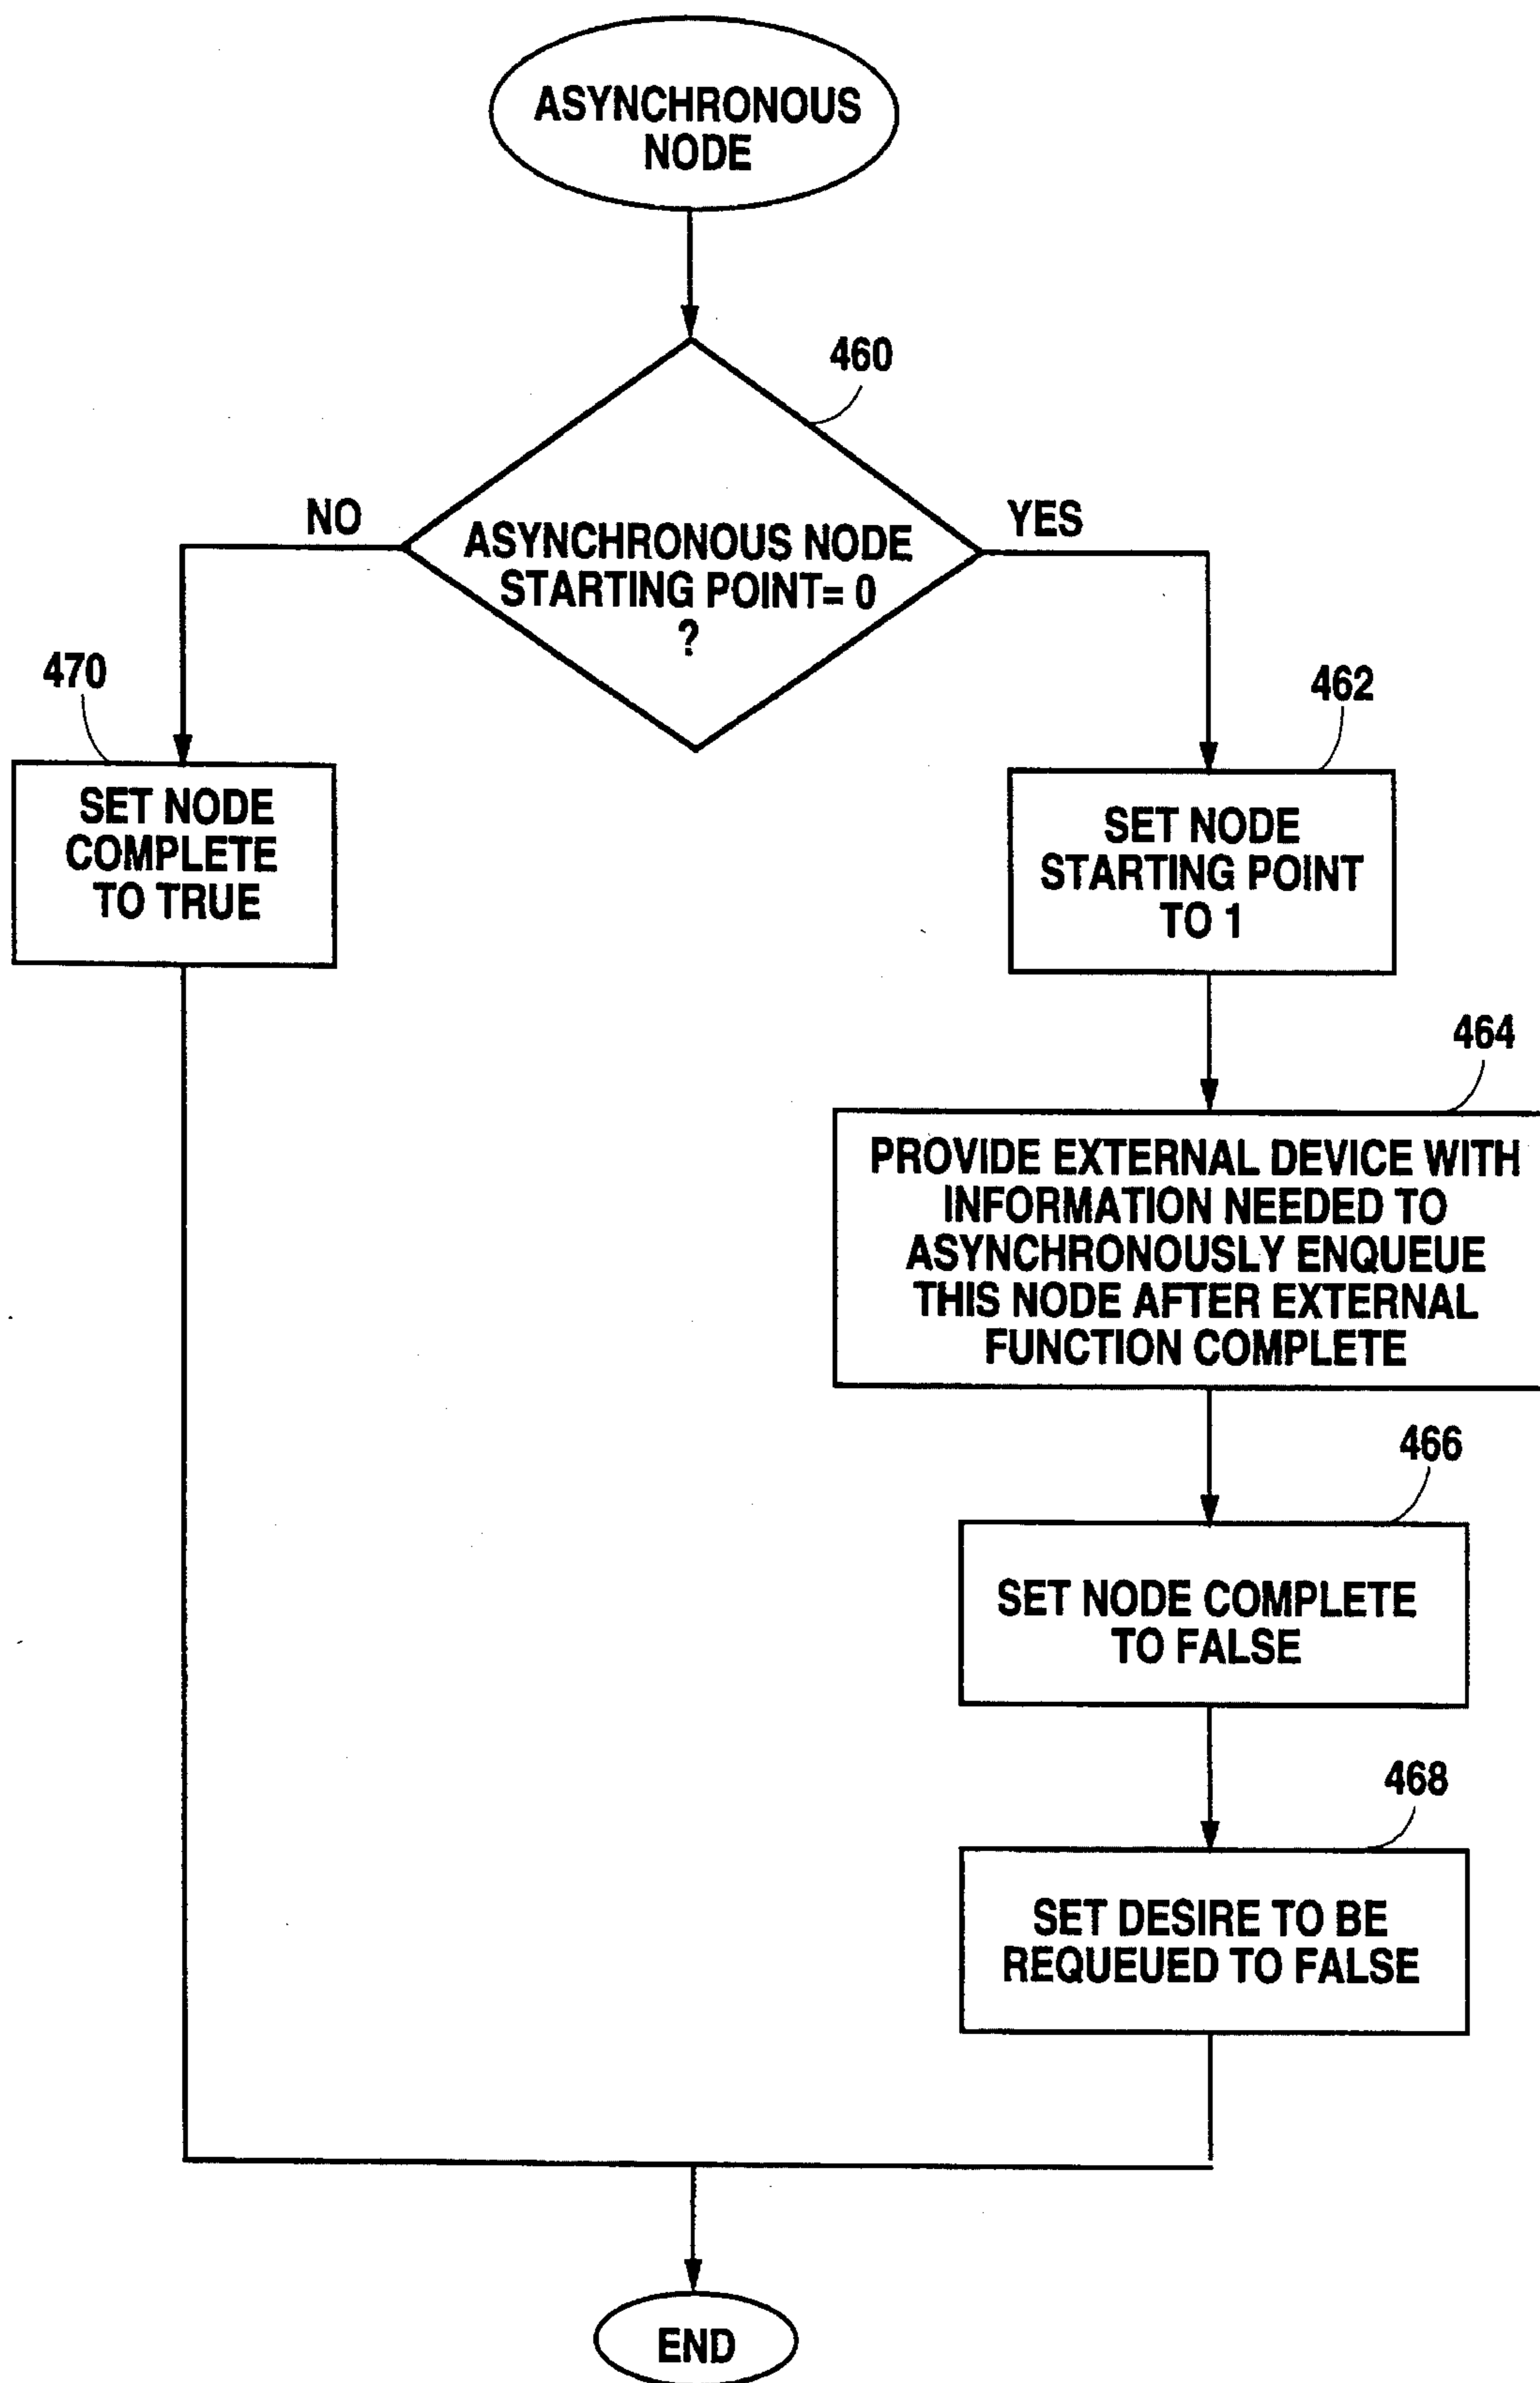 ASYNCHRONOUS
NODE
460
NO
YES
ASYNCHRONOUS NODE
STARTING POINT= 0
?
470
462
SET NODE
COMPLETE
TO TRUE
SET NODE
STARTING POINT
TO 1
464
PROVIDE EXTERNAL DEVICE WITH
INFORMATION NEEDED TO
ASYNCHRONOUSLY ENQUEUE
THIS NODE AFTER EXTERNAL
FUNCTION COMPLETE
466
SET NODE COMPLETE
TO FALSE
468
SET DESIRE TO BE
REQUEUED TO FALSE
END